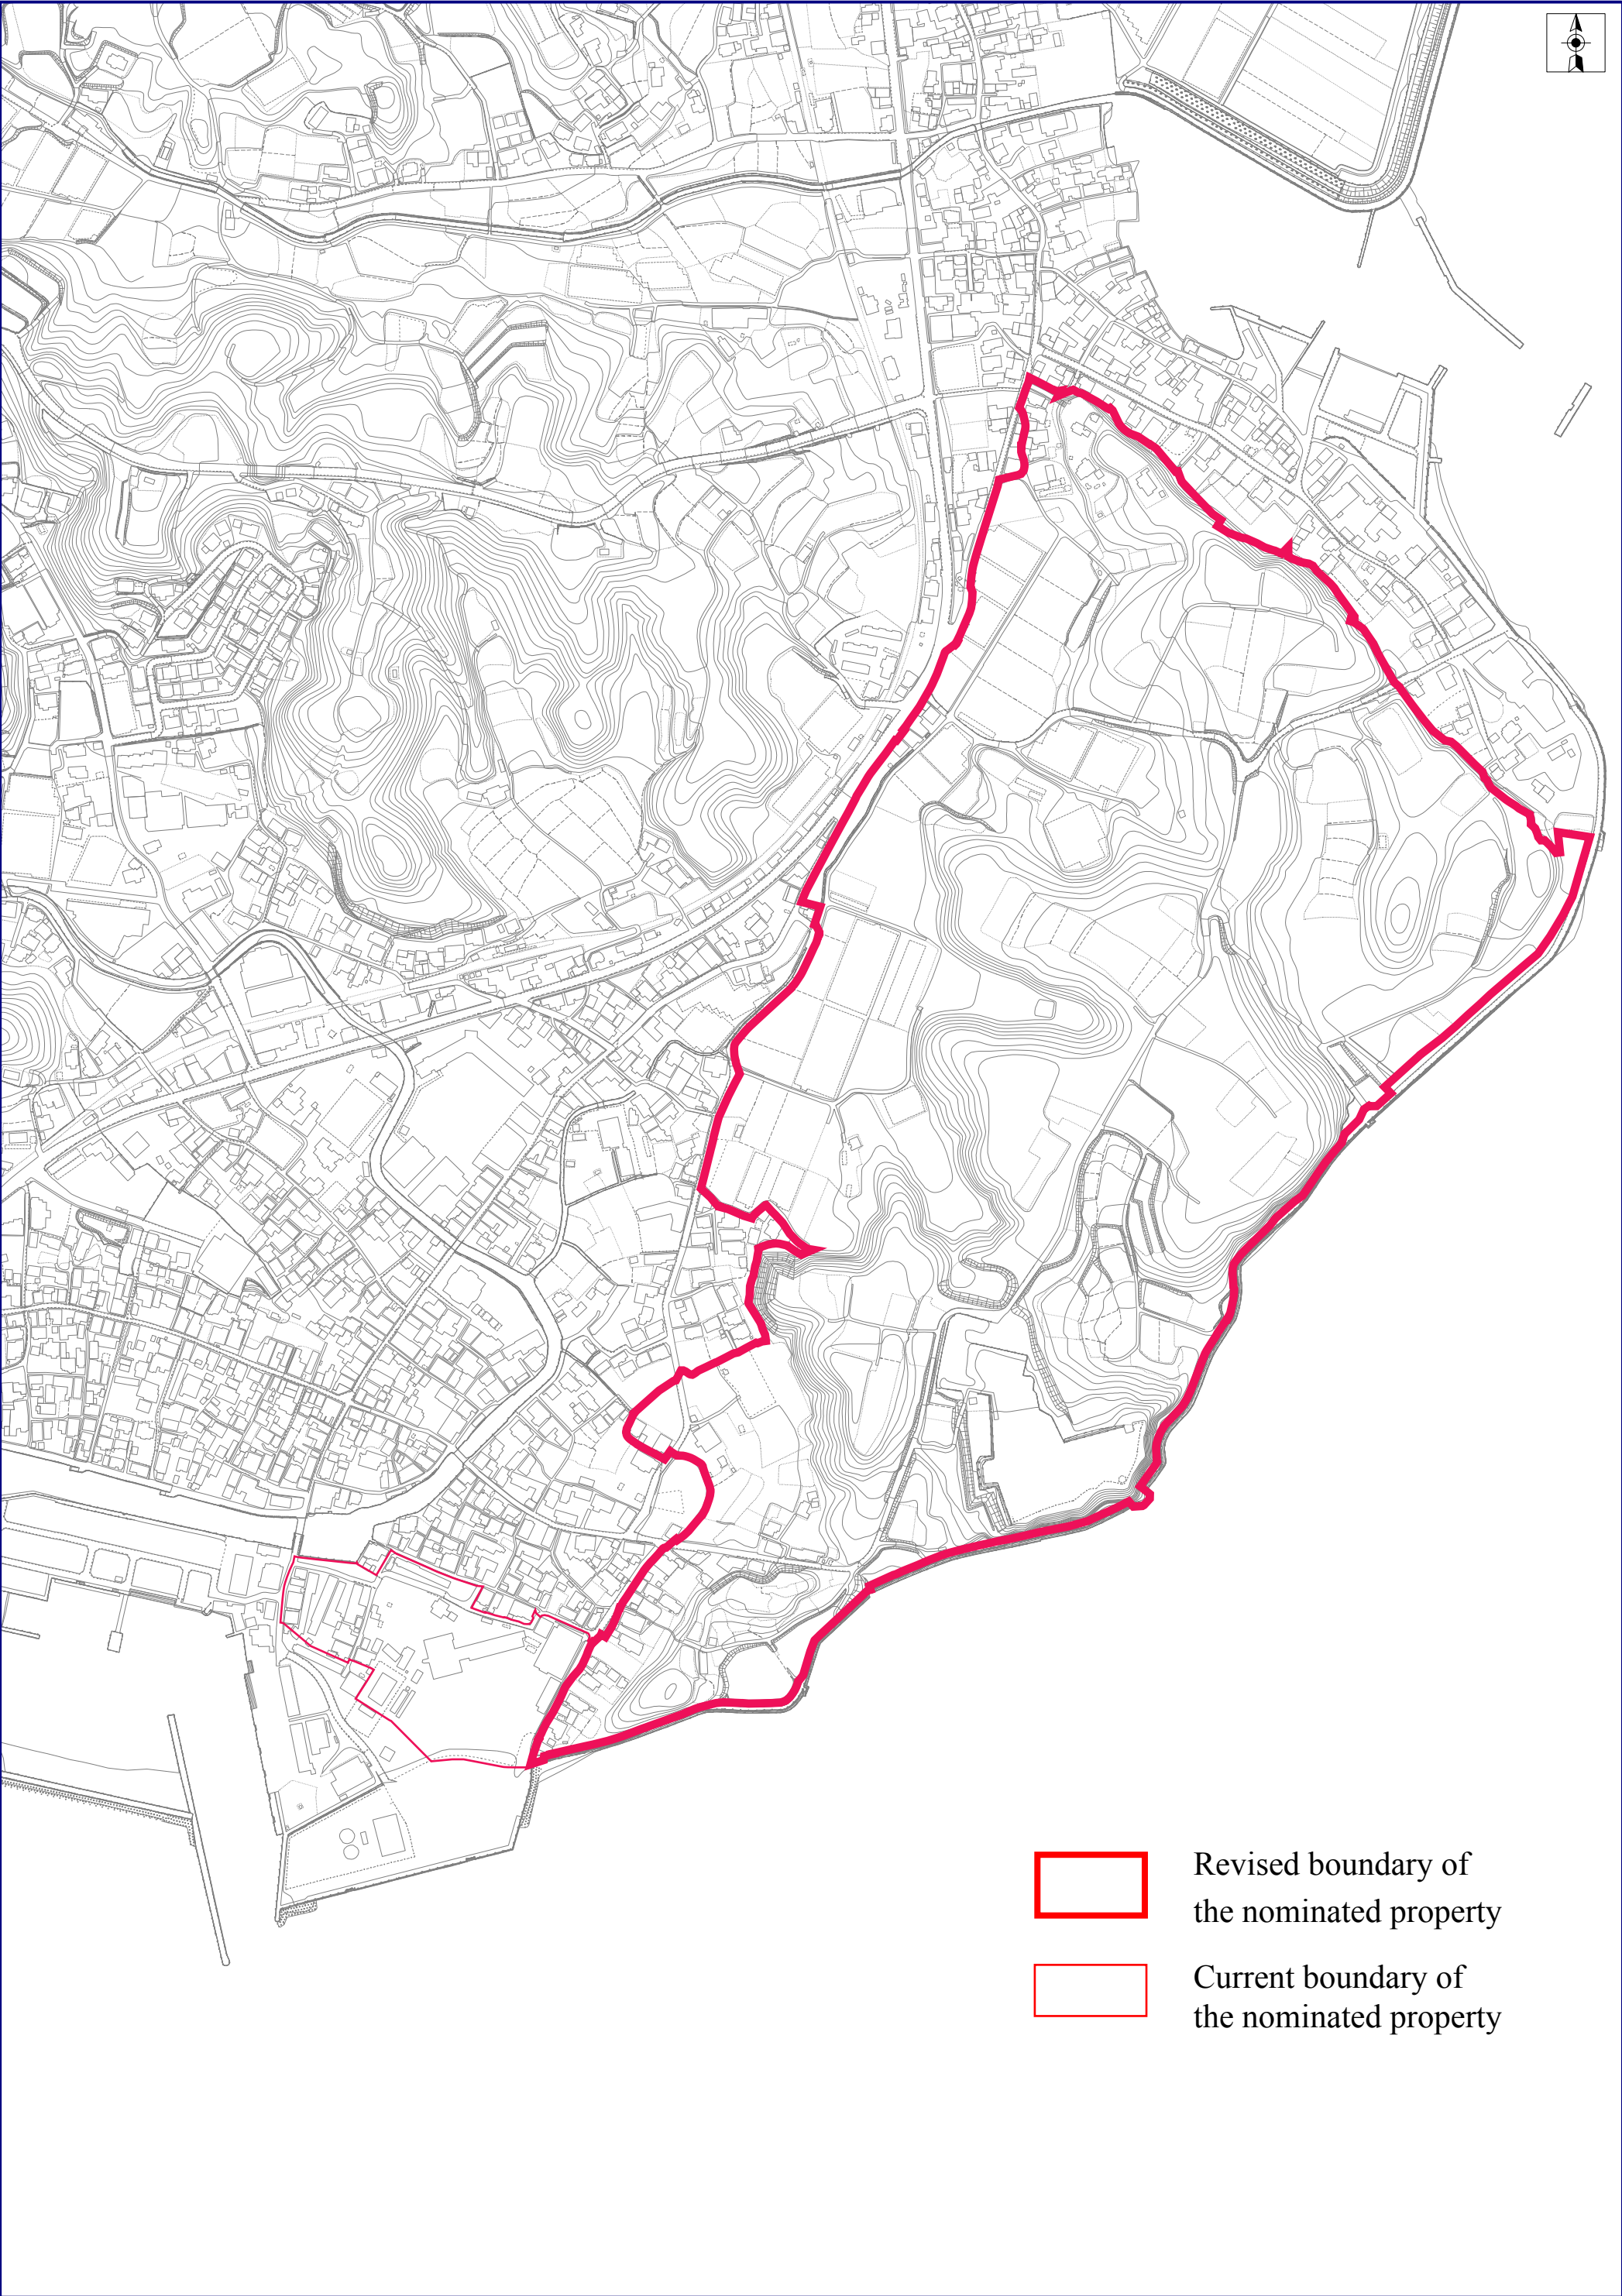 Revised boundary of
the nominated property
Current boundary of
the nominated property